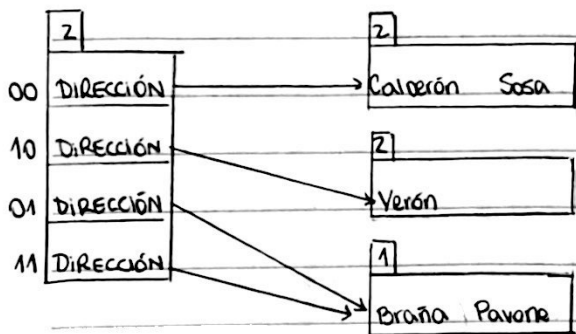 2
00 DIRECCIÓN
10 DIRECCIÓN
01 DIRECCIÓN
11 DIRECCIÓN
2
Calderón Sosa
2
Verón
1
Braña Pavone